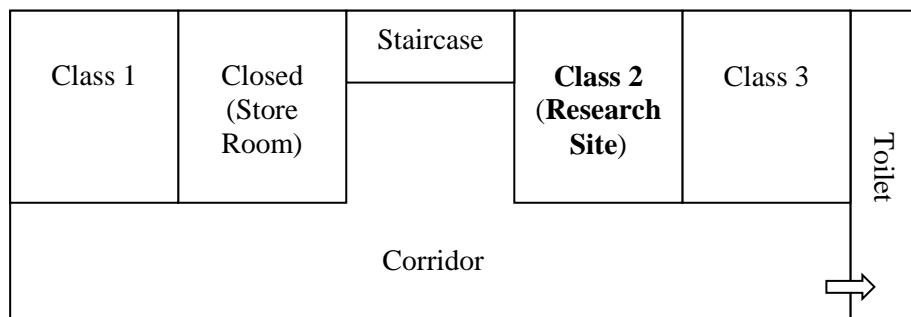 Class 1
Closed
(Store
Room)
Staircase
Class 2
(Research
Site)
Class 3
Toilet
Corridor